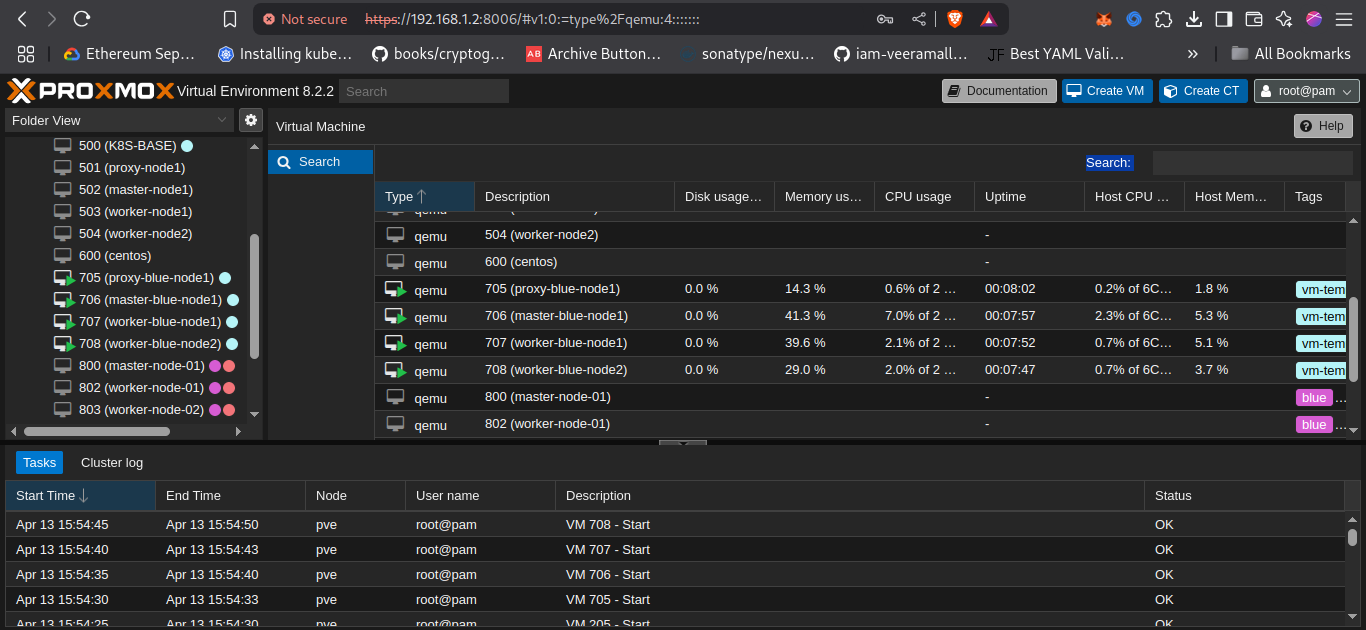 Not secure https://192.168.1.2:8006/#v1:0:=type%2Fqemu:4:::::::
Ethereum Sep... Installing kube... books/cryptog... AB Archive Button... sonatype/nexu... iam-veeramall... JF Best YAML Vali... » All Bookmarks
PROXMOX Virtual Environment 8.2.2 Search Documentation Create VM Create CT root@pam
Folder View
Virtual Machine Help
500 (K8S-BASE)
501 (proxy-node1)
502 (master-node1)
503 (worker-node1)
504 (worker-node2)
600 (centos)
705 (proxy-blue-node1)
706 (master-blue-node1)
707 (worker-blue-node1)
708 (worker-blue-node2)
800 (master-node-01)
802 (worker-node-01)
803 (worker-node-02)
Search
Search:
Type Description Disk usage... Memory us... CPU usage Uptime Host CPU ... Host Mem... Tags
qemu 504 (worker-node2) -
qemu 600 (centos) -
qemu 705 (proxy-blue-node1) 0.0 % 14.3 % 0.6% of 2 ... 00:08:02 0.2% of 6C... 1.8 % vm-tem
qemu 706 (master-blue-node1) 0.0 % 41.3 % 7.0% of 2 ... 00:07:57 2.3% of 6C... 5.3 % vm-tem
qemu 707 (worker-blue-node1) 0.0 % 39.6 % 2.1% of 2 ... 00:07:52 0.7% of 6C... 5.1 % vm-tem
qemu 708 (worker-blue-node2) 0.0 % 29.0 % 2.0% of 2 ... 00:07:47 0.7% of 6C... 3.7 % vm-tem
qemu 800 (master-node-01) - blue ...
qemu 802 (worker-node-01) - blue ...
Tasks Cluster log
Start Time End Time Node User name Description Status
Apr 13 15:54:45 Apr 13 15:54:50 pve root@pam VM 708 - Start OK
Apr 13 15:54:40 Apr 13 15:54:43 pve root@pam VM 707 - Start OK
Apr 13 15:54:35 Apr 13 15:54:40 pve root@pam VM 706 - Start OK
Apr 13 15:54:30 Apr 13 15:54:33 pve root@pam VM 705 - Start OK
Apr 13 15:54:25 Apr 13 15:54:30 pve root@pam VM 205 - Start OK